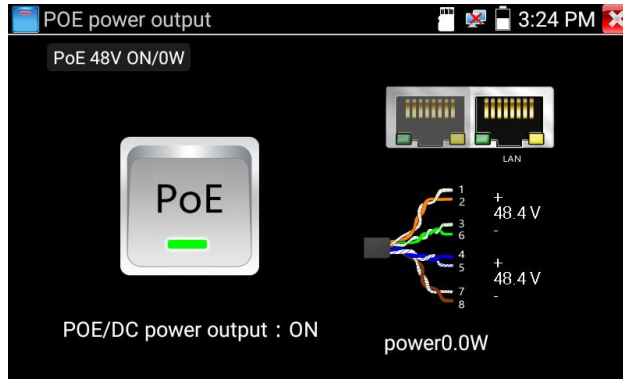 POE power output
3:24 PM
PoE 48V ON/0W
LAN
PoE
1
2
+
48.4 V
3
6
-
4
5
+
48.4 V
7
8
-
POE/DC power output : ON
power0.0W